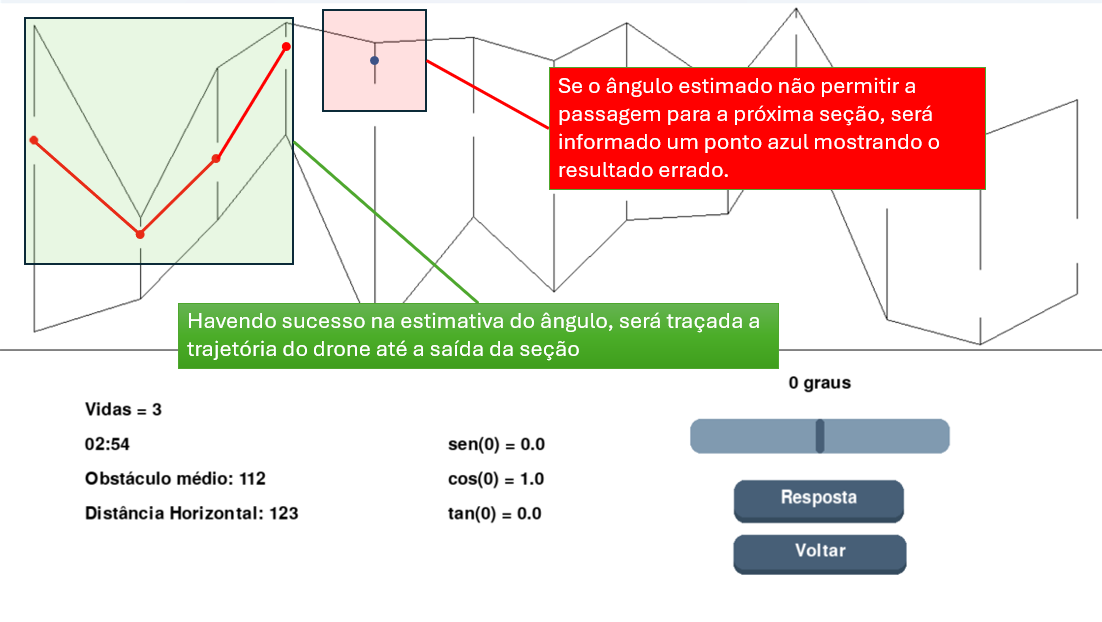 Se o ângulo estimado não permitir a
passagem para a próxima seção, será
informado um ponto azul mostrando o
resultado errado.
Havendo sucesso na estimativa do ângulo, será traçada a
trajetória do drone até a saída da seção
0 graus
Vidas = 3
02:54
sen(0) = 0.0
Obstáculo médio: 112
cos(0) = 1.0
Distância Horizontal: 123
tan(0) = 0.0
Resposta
Voltar